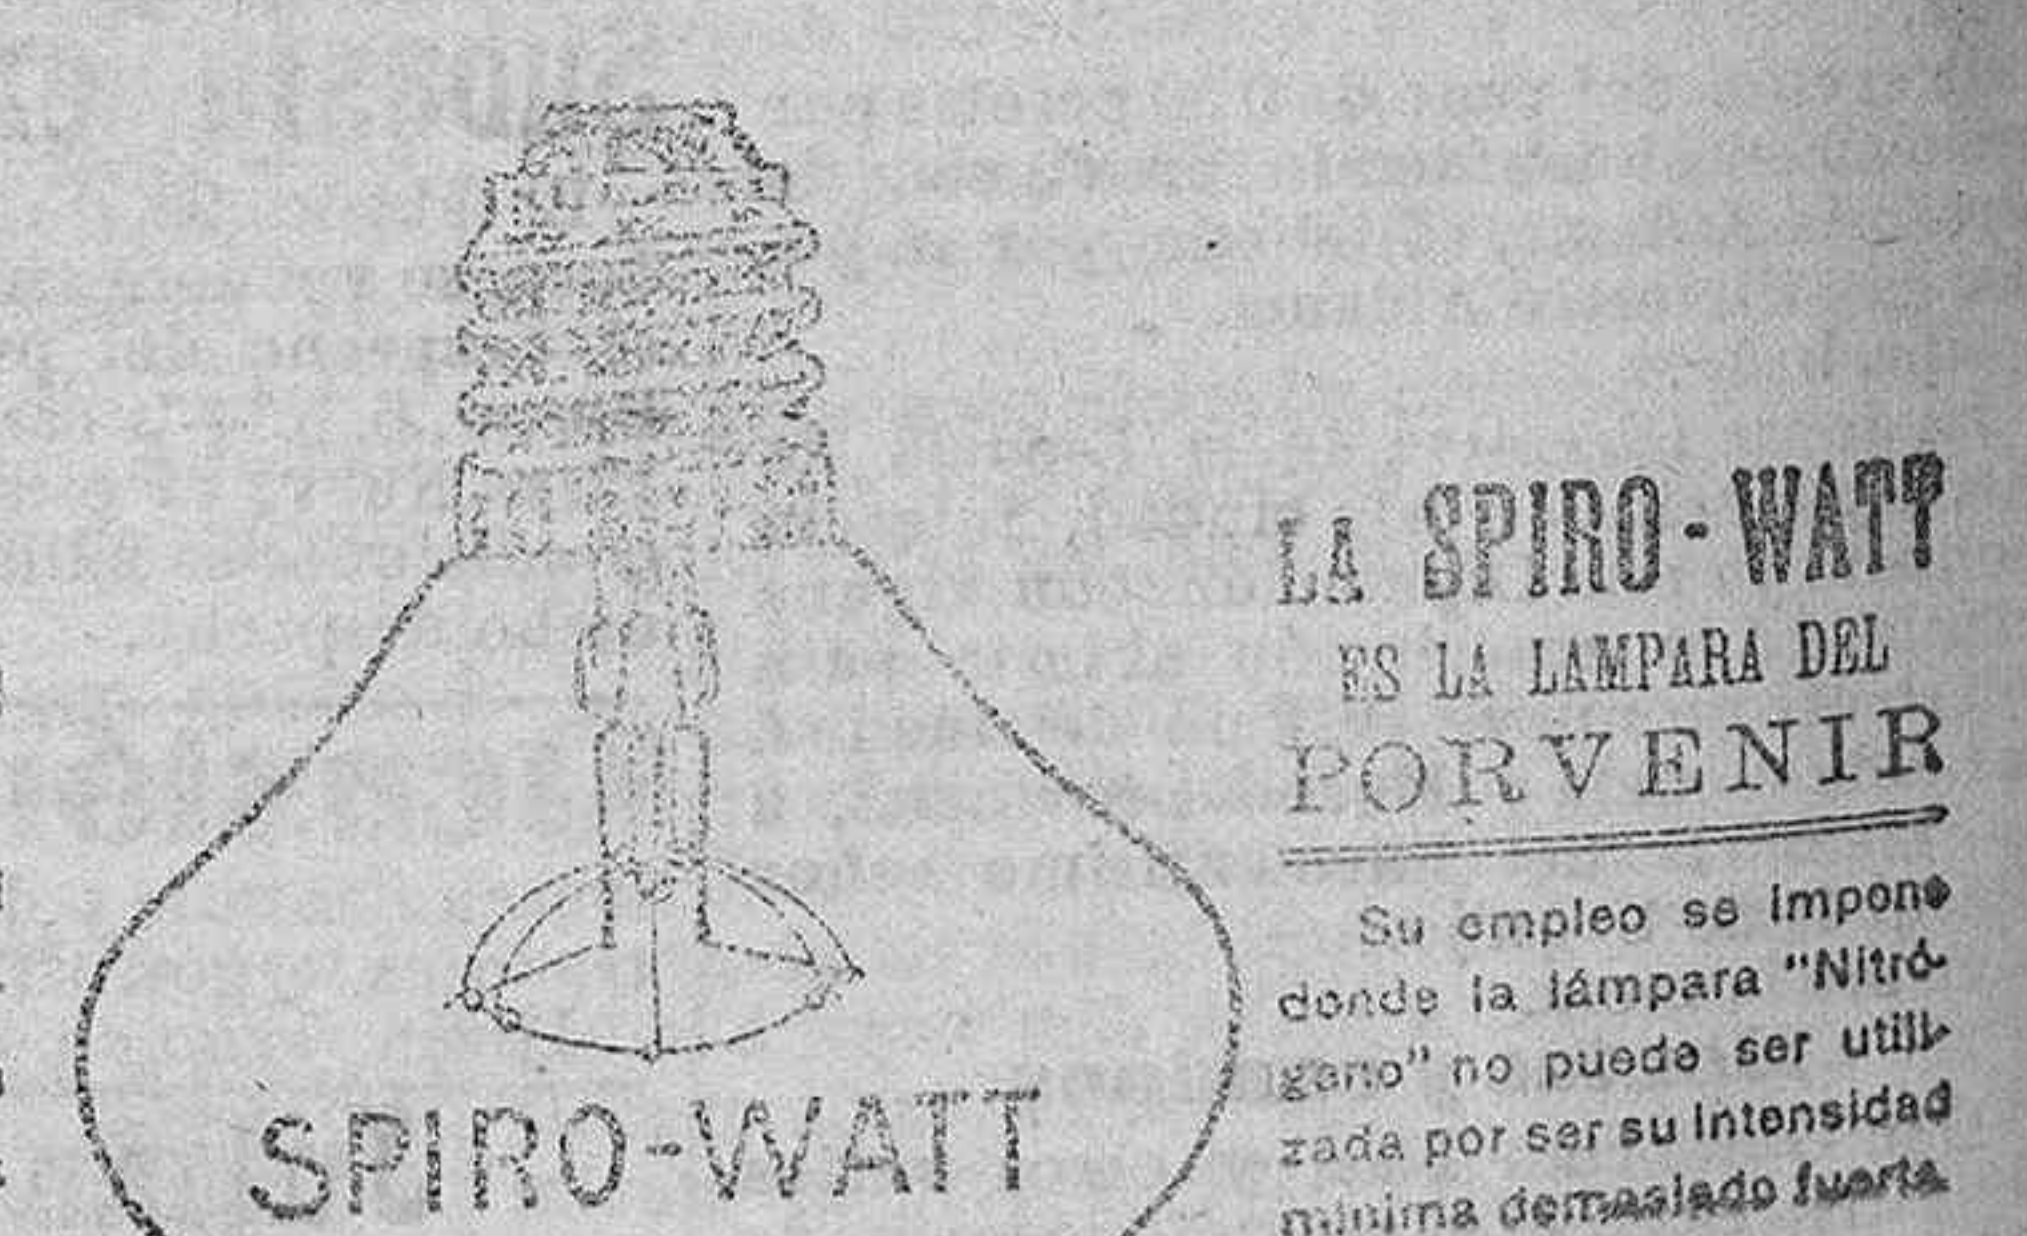 LA SPIRO-WATT
ES LA LAMPARA DEL
PORVENIR
Su empleo se impone
donde la lámpara "Nitró-
geno" no puede ser utili-
zada por ser su intensidad
mínima demasiado fuerte.
SPIRO-WATT